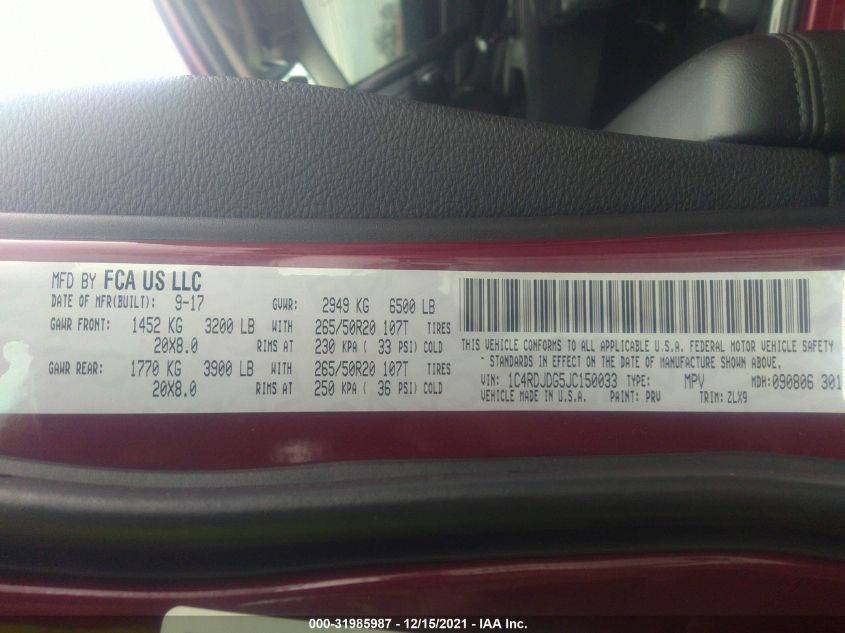 MFD BY FCA US LLC
DATE OF MFR(BUILT): 9-17 GVWR: 2949 KG 6500 LB
GAWR FRONT: 1452 KG 3200 LB WITH 265/50R20 107T TIRES
20X8.0 RIMS AT 230 KPA ( 33 PSI) COLD
GAWR REAR: 1770 KG 3900 LB WITH 265/50R20 107T TIRES
20X8.0 RIMS AT 250 KPA ( 36 PSI) COLD
THIS VEHICLE CONFORMS TO ALL APPLICABLE U.S.A. FEDERAL MOTOR VEHICLE SAFETY
STANDARDS IN EFFECT ON THE DATE OF MANUFACTURE SHOWN ABOVE.
VIN: 1C4RDJDG5JC150033 TYPE: MPV MDH: 090806 301
VEHICLE MADE IN U.S.A. PAINT: PRV TRIM: ZLX9
000-31985987 - 12/15/2021 - IAA Inc.